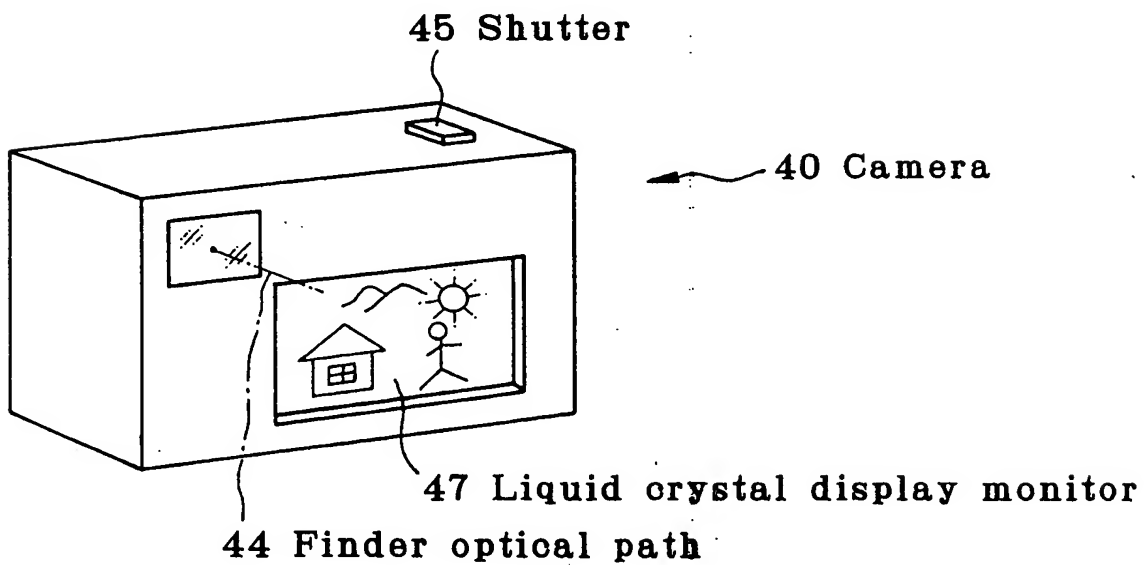 45 Shutter
40 Camera
47 Liquid crystal display monitor
44 Finder optical path